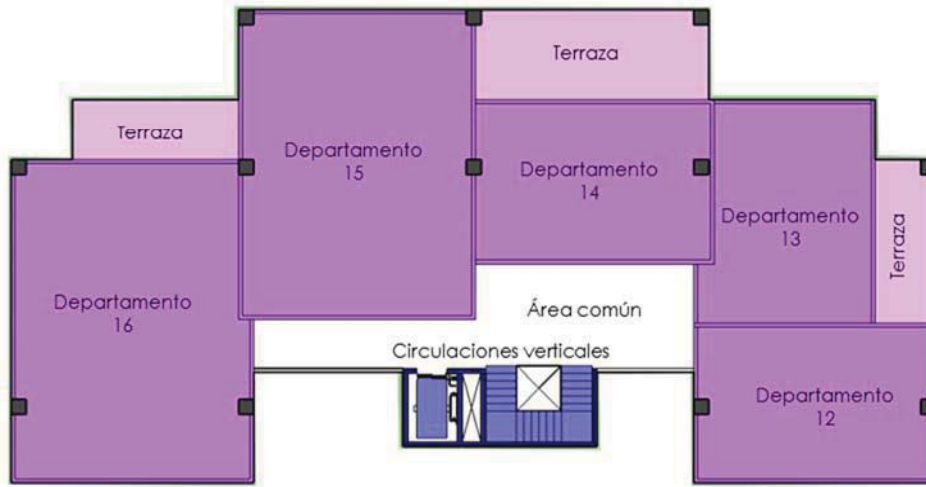 Terraza
Terraza
Departamento
15
Departamento
14
Departamento
13
Terraza
Departamento
16
Área común
Circulaciones verticales
Departamento
12